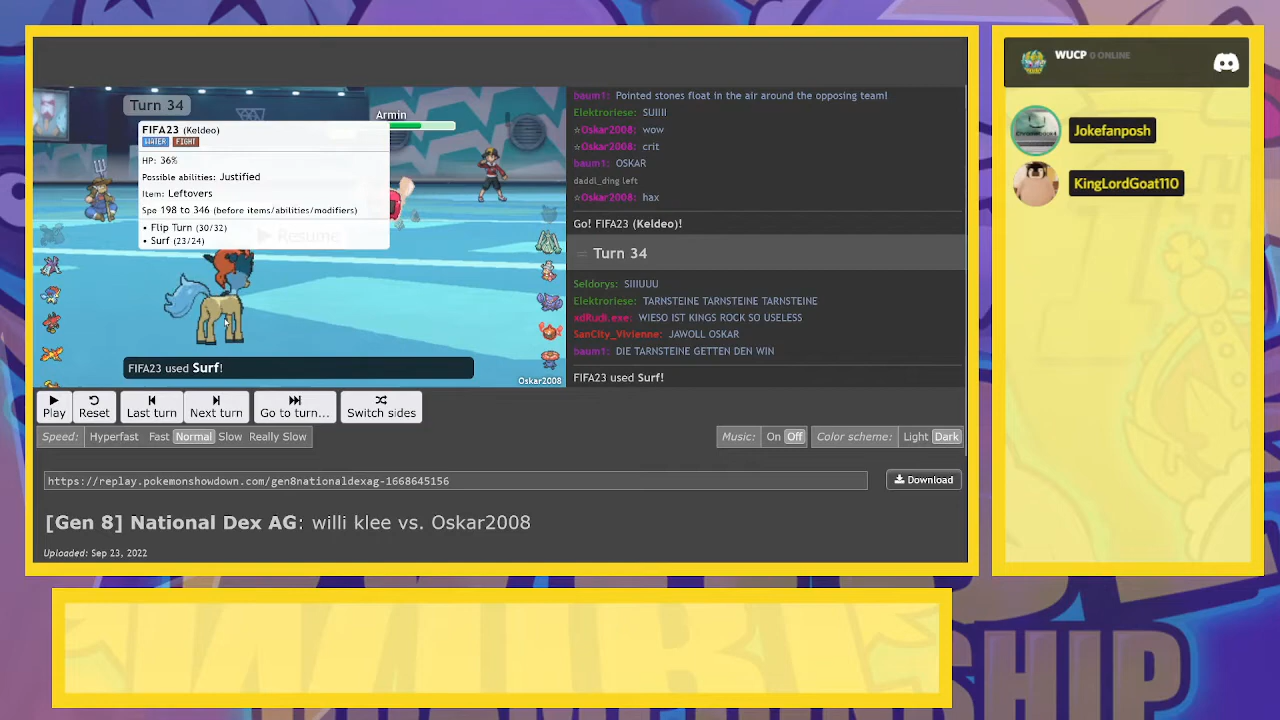 Turn 34
FIFA23 (Keldeo)
WATER FIGHT
HP: 36%
Possible abilities: Justified
Item: Leftovers
Spe 198 to 346 (before items/abilities/modifiers)
• Flip Turn (30/32)
• Surf (23/24)
Resume
Armin
FIFA23 used Surf!
Oskar2008
baum1: Pointed stones float in the air around the opposing team!
Elektroriese: SUIIII
☆Oskar2008: wow
☆Oskar2008: crit
baum1: OSKAR
daddi_ding left
☆Oskar2008: hax
Go! FIFA23 (Keldeo)!
Turn 34
Seldorys: SIIIUUU
Elektroriese: TARNSTEINE TARNSTEINE TARNSTEINE
xdRudi.exe: WIESO IST KINGS ROCK SO USELESS
SanCity_Vivienne: JAWOLL OSKAR
baum1: DIE TARNSTEINE GETTEN DEN WIN
FIFA23 used Surf!
Play Reset Last turn Next turn Go to turn... Switch sides
Speed: Hyperfast Fast Normal Slow Really Slow
Music: On Off Color scheme: Light Dark
https://replay.pokemonshowdown.com/gen8nationaldexag-1668645156
Download
[Gen 8] National Dex AG: willi klee vs. Oskar2008
Uploaded: Sep 23, 2022
WUCP 0 ONLINE
Jokefanposh
KingLordGoat110